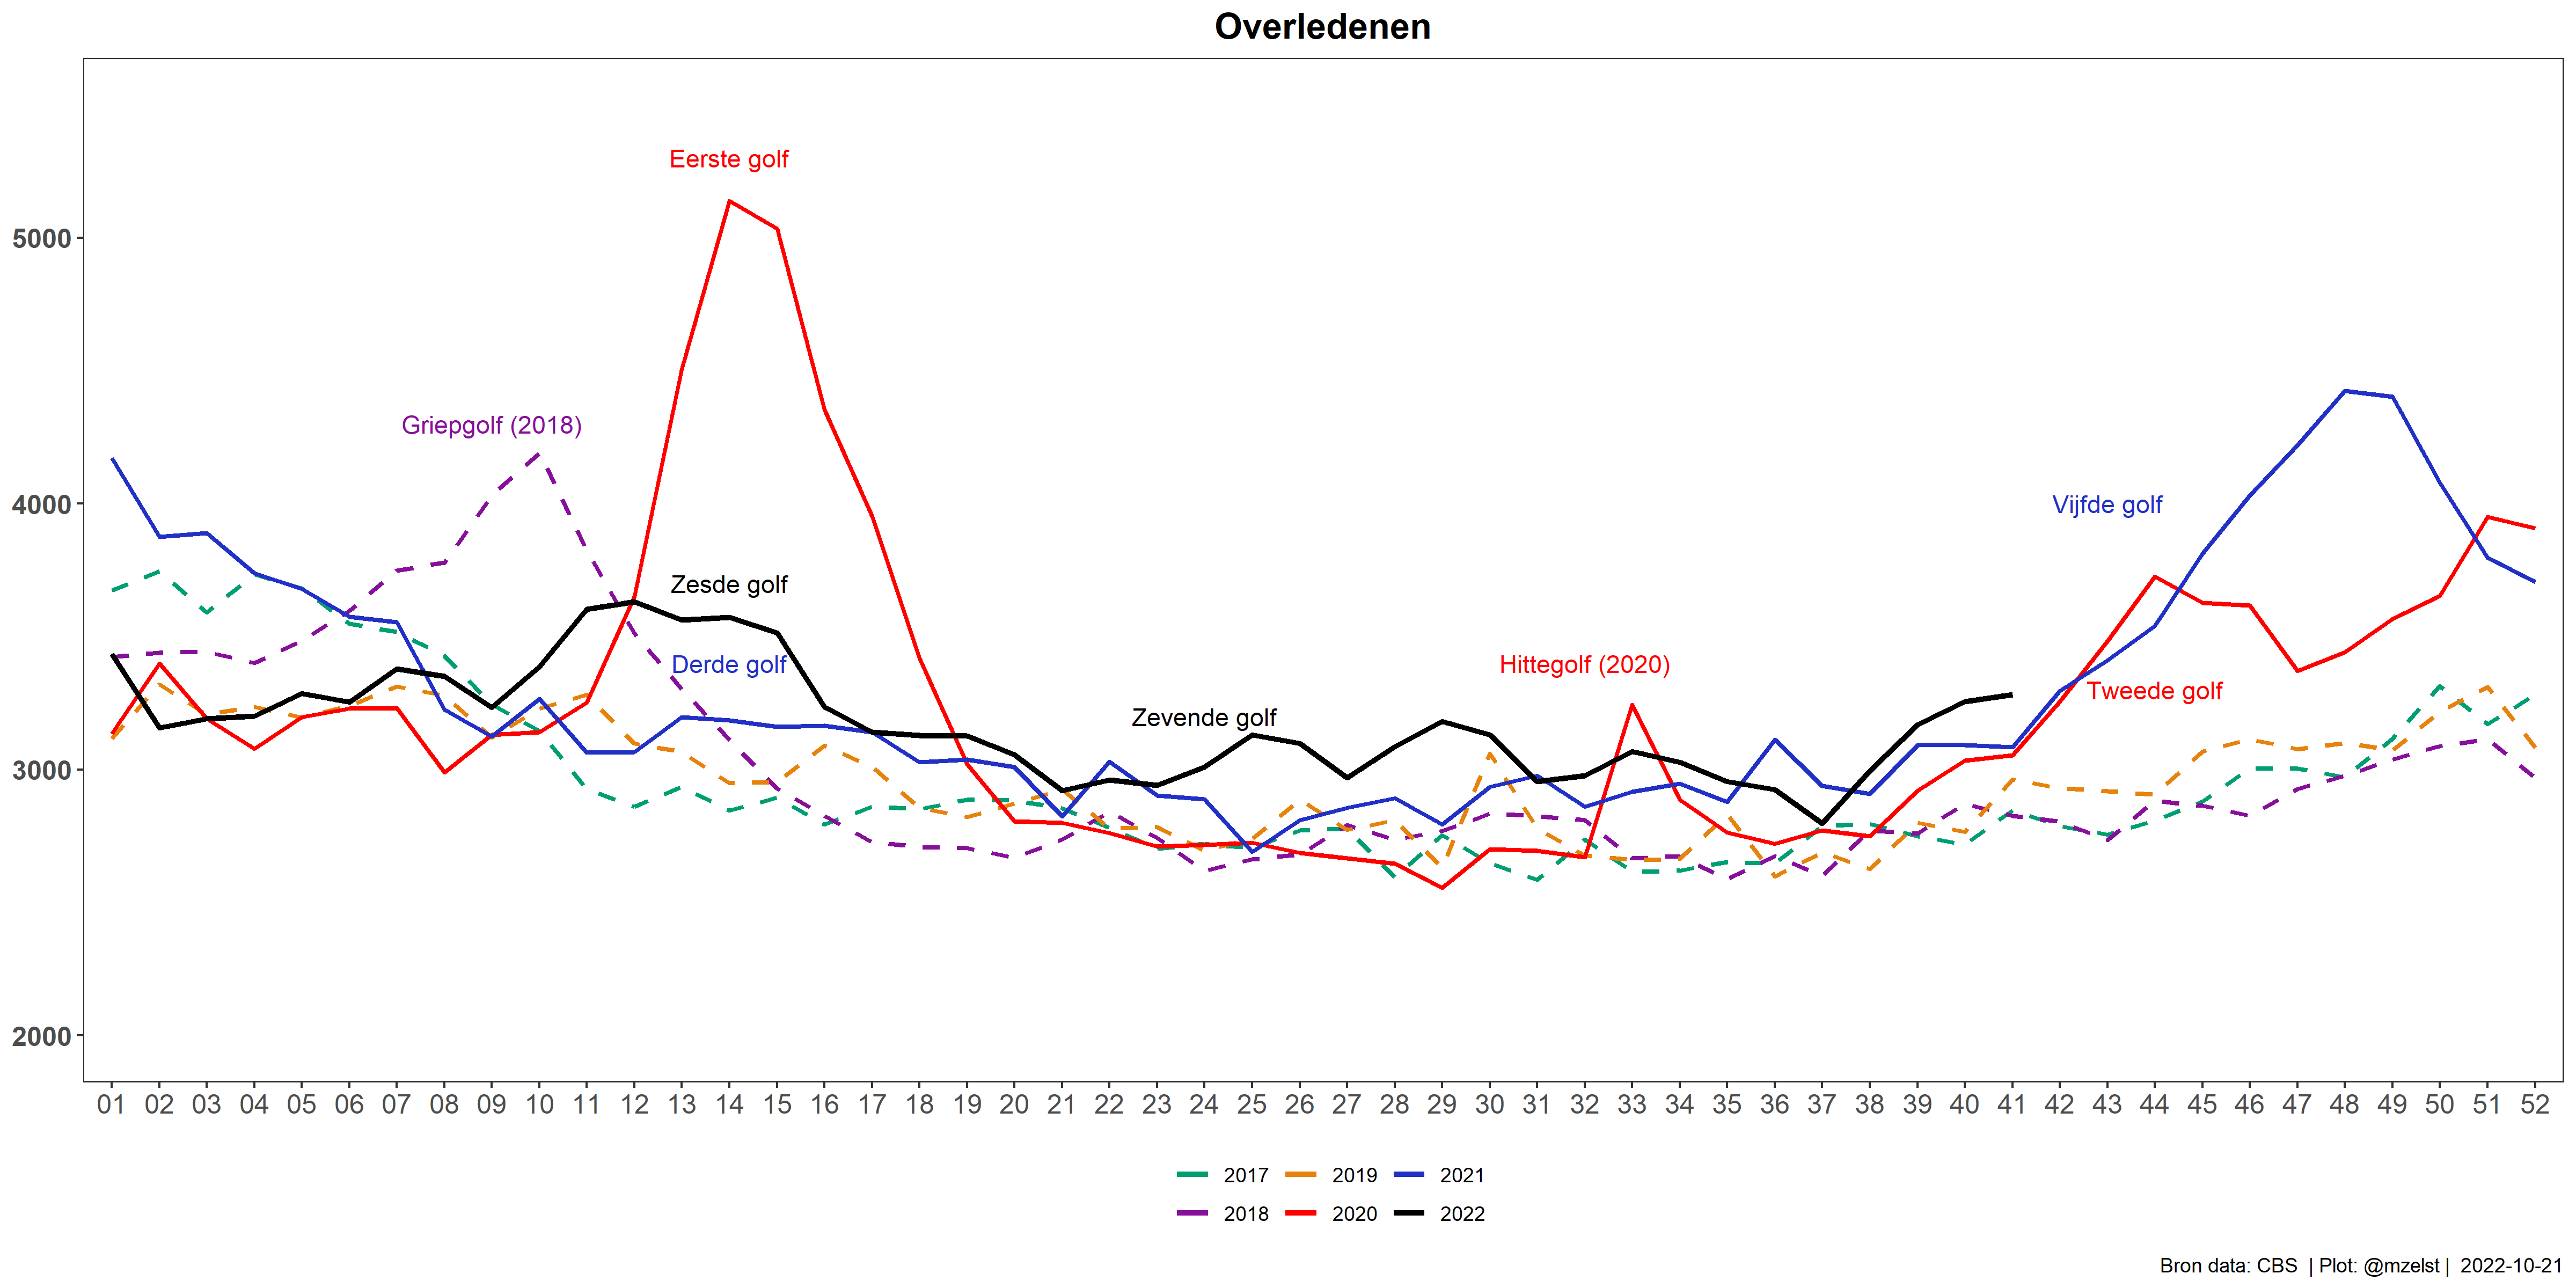 Overledenen
Eerste golf
5000
Griepgolf (2018)
4000
Vijfde golf
Zesde golf
Derde golf
Hittegolf (2020)
Tweede golf
Zevende golf
3000
2000
01 02 03 04 05 06 07 08 09 10 11 12 13 14 15 16 17 18 19 20 21 22 23 24 25 26 27 28 29 30 31 32 33 34 35 36 37 38 39 40 41 42 43 44 45 46 47 48 49 50 51 52
2017 2019 2021
2018 2020 2022
Bron data: CBS | Plot: @mzelst | 2022-10-21